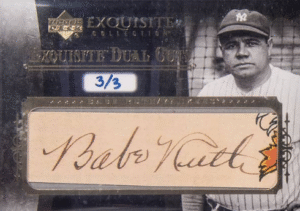 EXQUISITE
COLLECTION
EXQUISITE DUAL CUTS
3/3
Babe Ruth